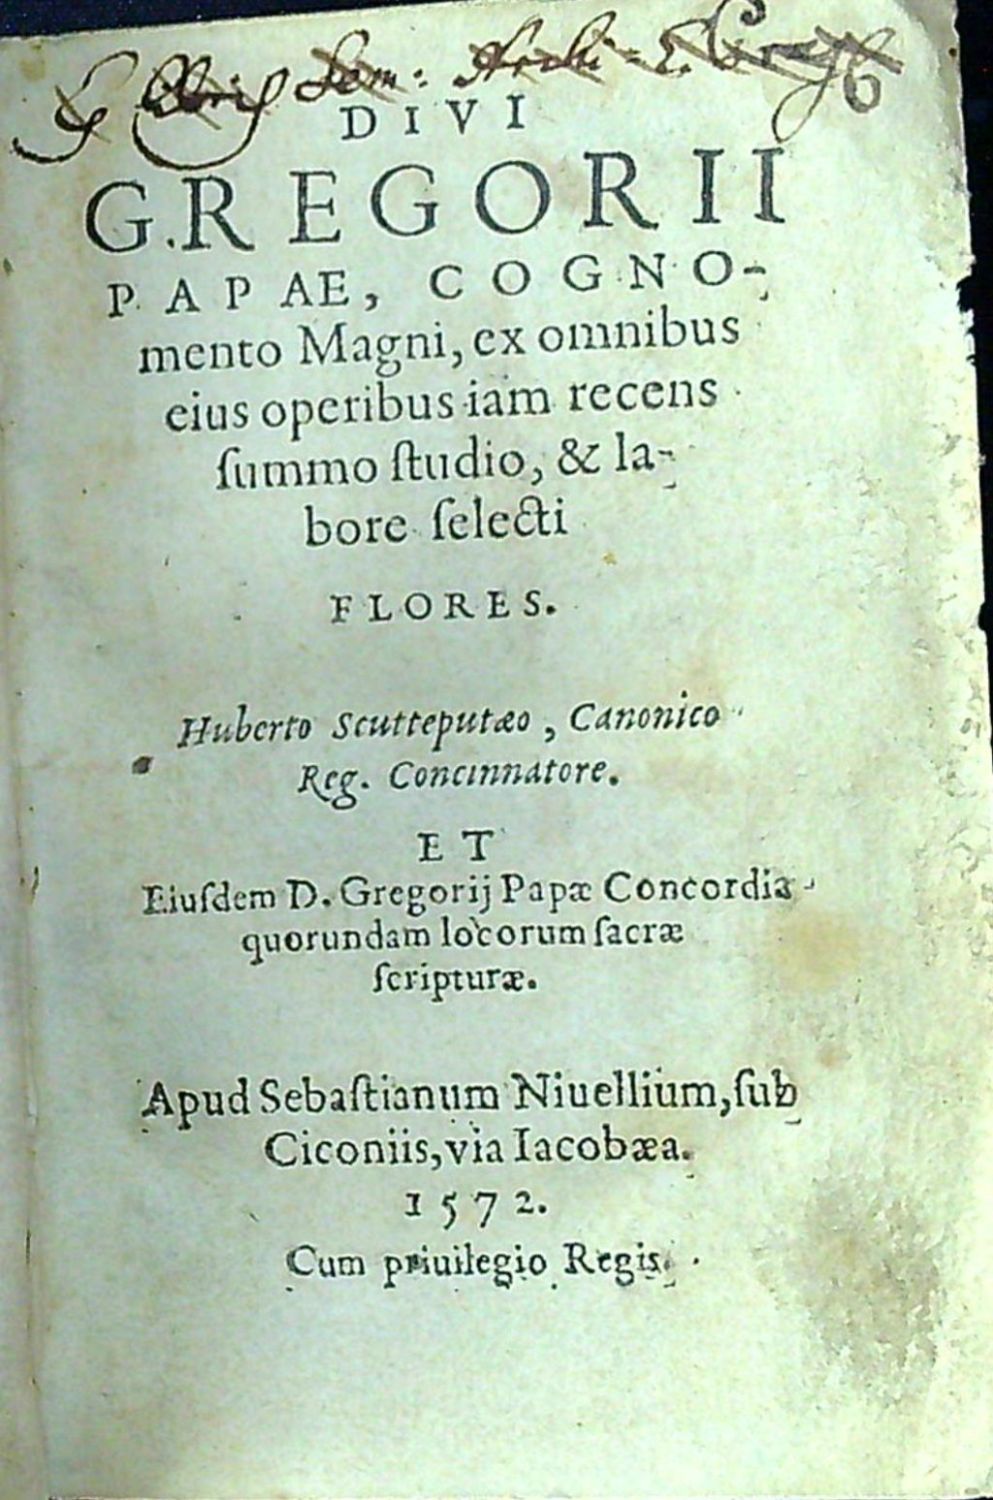 DIVI
GREGORII
PAPAE, COGNO-
mento Magni, ex omnibus
eius operibus iam recens
ſummo ſtudio, & la-
bore ſelecti
FLORES.
Huberto Scutteputæo, Canonico
Reg. Concinnatore.
ET
Eiuſdem D. Gregorij Papæ Concordia
quorundam locorum ſacræ
ſcripturæ.
Apud Sebaſtianum Niuellium, ſub
Ciconiis, via Iacobæa.
1572.
Cum priuilegio Regis.